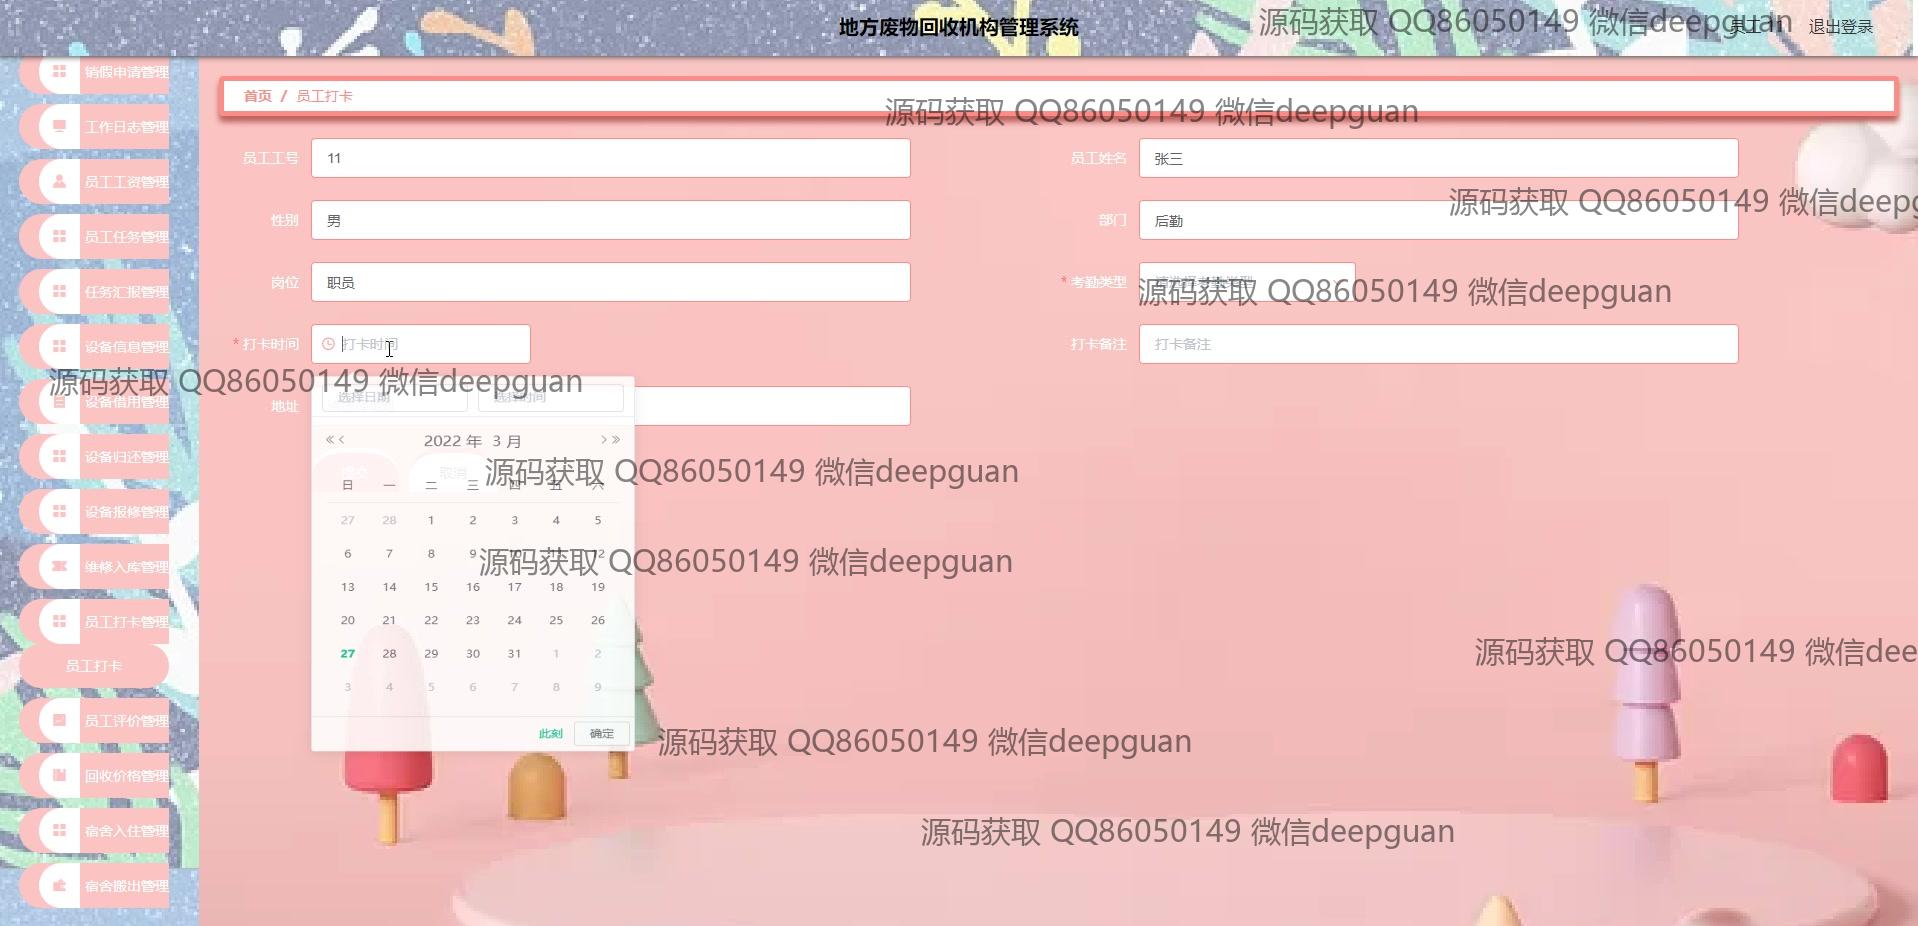 地方废物回收机构管理系统
源码获取 QQ86050149 微信deepguan
退出登录
销假申请管理
工作日志管理
员工工资管理
员工任务管理
任务汇报管理
设备信息管理
设备借用管理
设备归还管理
设备报修管理
维修入库管理
员工打卡管理
员工打卡
员工评价管理
回收价格管理
宿舍入住管理
宿舍搬出管理
首页 / 员工打卡
源码获取 QQ86050149 微信deepguan
员工工号 11
员工姓名 张三
源码获取 QQ86050149 微信deepg
性别 男
部门 后勤
岗位 职员
* 考勤类型 请选择考勤类型
源码获取 QQ86050149 微信deepguan
* 打卡时间 打卡时间
打卡备注 打卡备注
源码获取 QQ86050149 微信deepguan
地址
选择日期 选择时间
2022 年 3 月
提交 取消
源码获取 QQ86050149 微信deepguan
日 一 二 三 四 五 六
27 28 1 2 3 4 5
6 7 8 9 10 11 12
源码获取 QQ86050149 微信deepguan
13 14 15 16 17 18 19
20 21 22 23 24 25 26
27 28 29 30 31 1 2
源码获取 QQ86050149 微信dee
3 4 5 6 7 8 9
此刻 确定
源码获取 QQ86050149 微信deepguan
源码获取 QQ86050149 微信deepguan